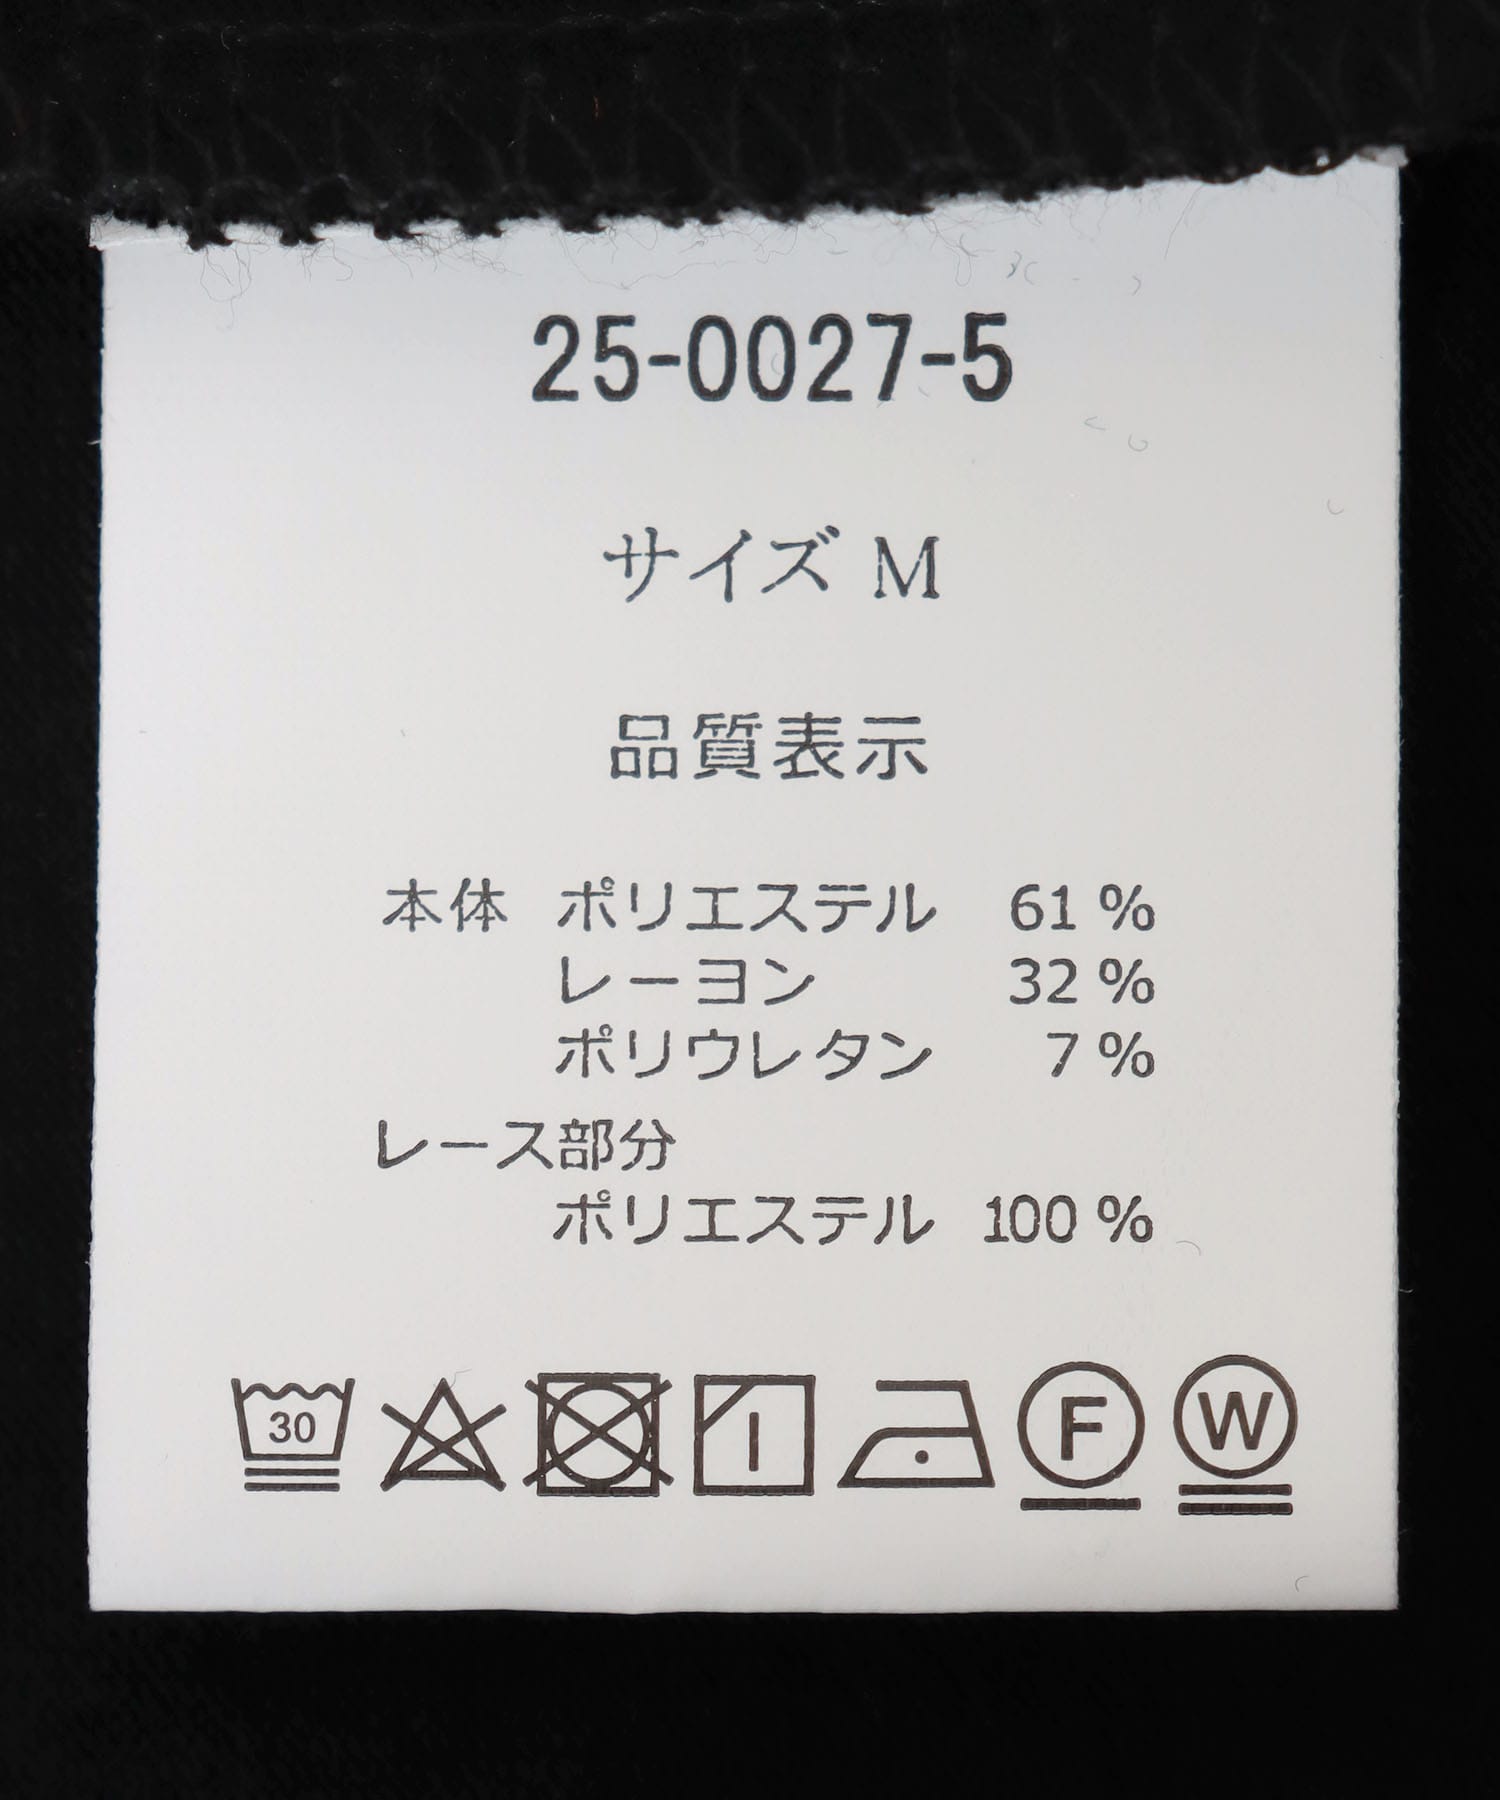 25-0027-5
サイズ M
品質表示
本体 ポリエステル 61 %
レーヨン 32 %
ポリウレタン 7 %
レース部分
ポリエステル 100 %
30 F W